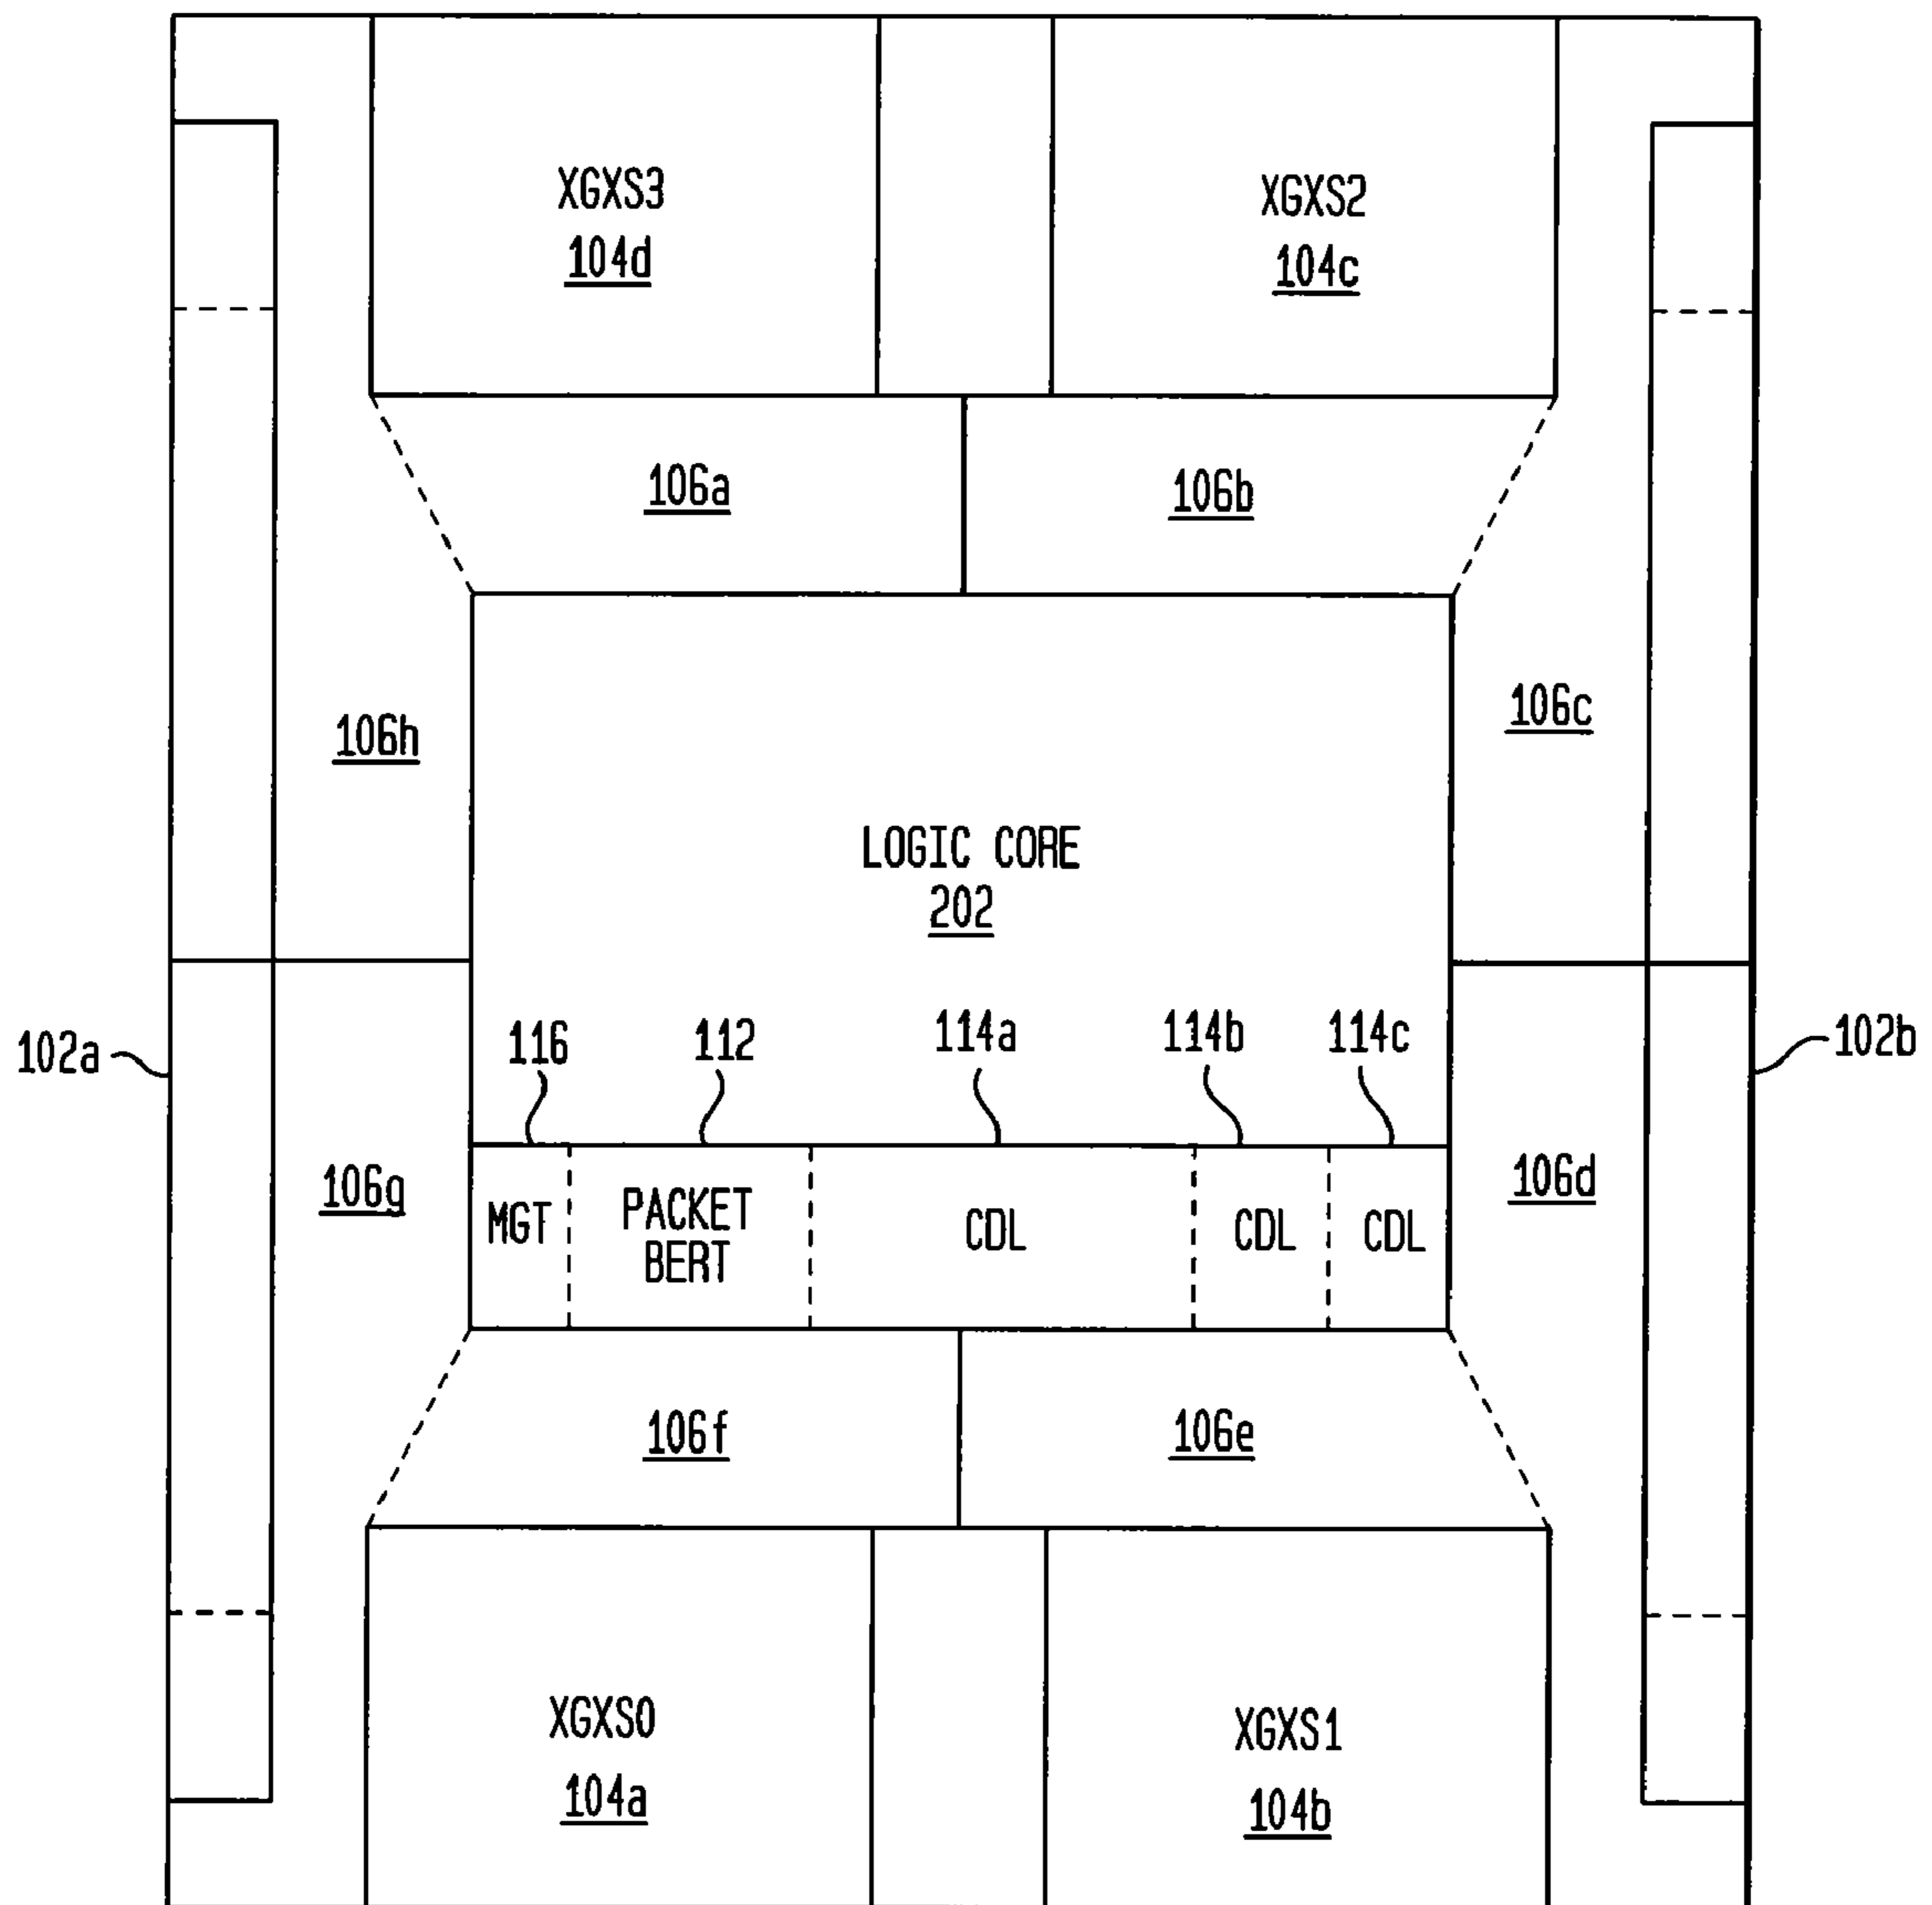 XGXS3
104d
XGXS2
104c
106a
106b
106h
106c
LOGIC CORE
202
102a
116
112
114a
114b
114c
102b
106g
MGT
PACKET
BERT
CDL
CDL
CDL
106d
106f
106e
XGXS0
104a
XGXS1
104b